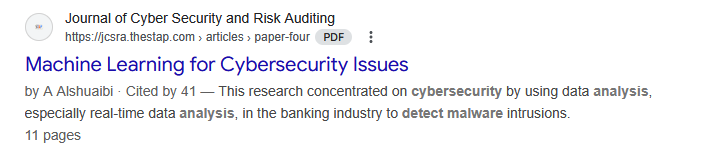 Journal of Cyber Security and Risk Auditing
https://jcsra.thestap.com › articles › paper-four PDF
Machine Learning for Cybersecurity Issues
by A Alshuaibi · Cited by 41 — This research concentrated on cybersecurity by using data analysis,
especially real-time data analysis, in the banking industry to detect malware intrusions.
11 pages